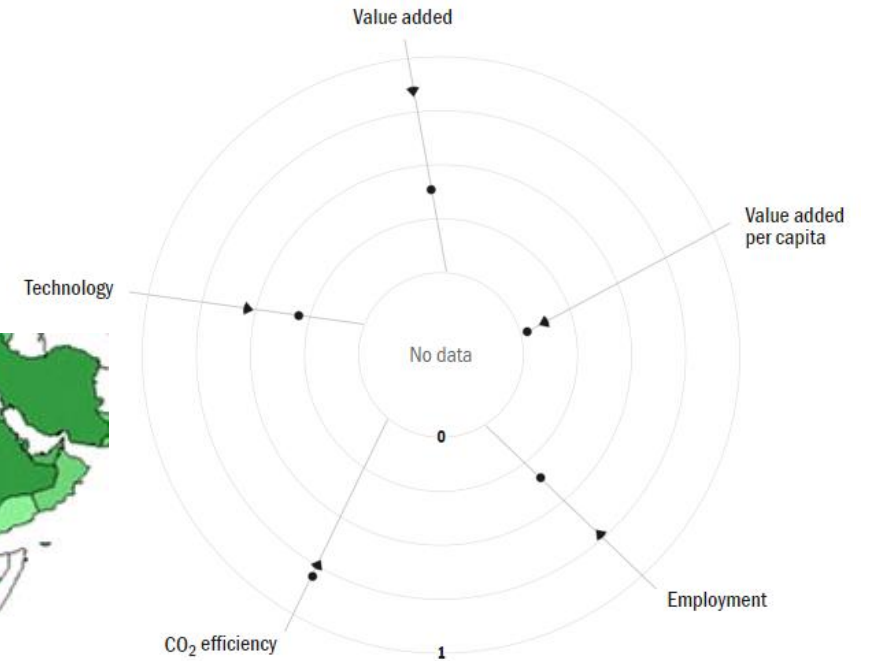 Value added
Value added
per capita
Technology
No data
0
Employment
CO₂ efficiency
1